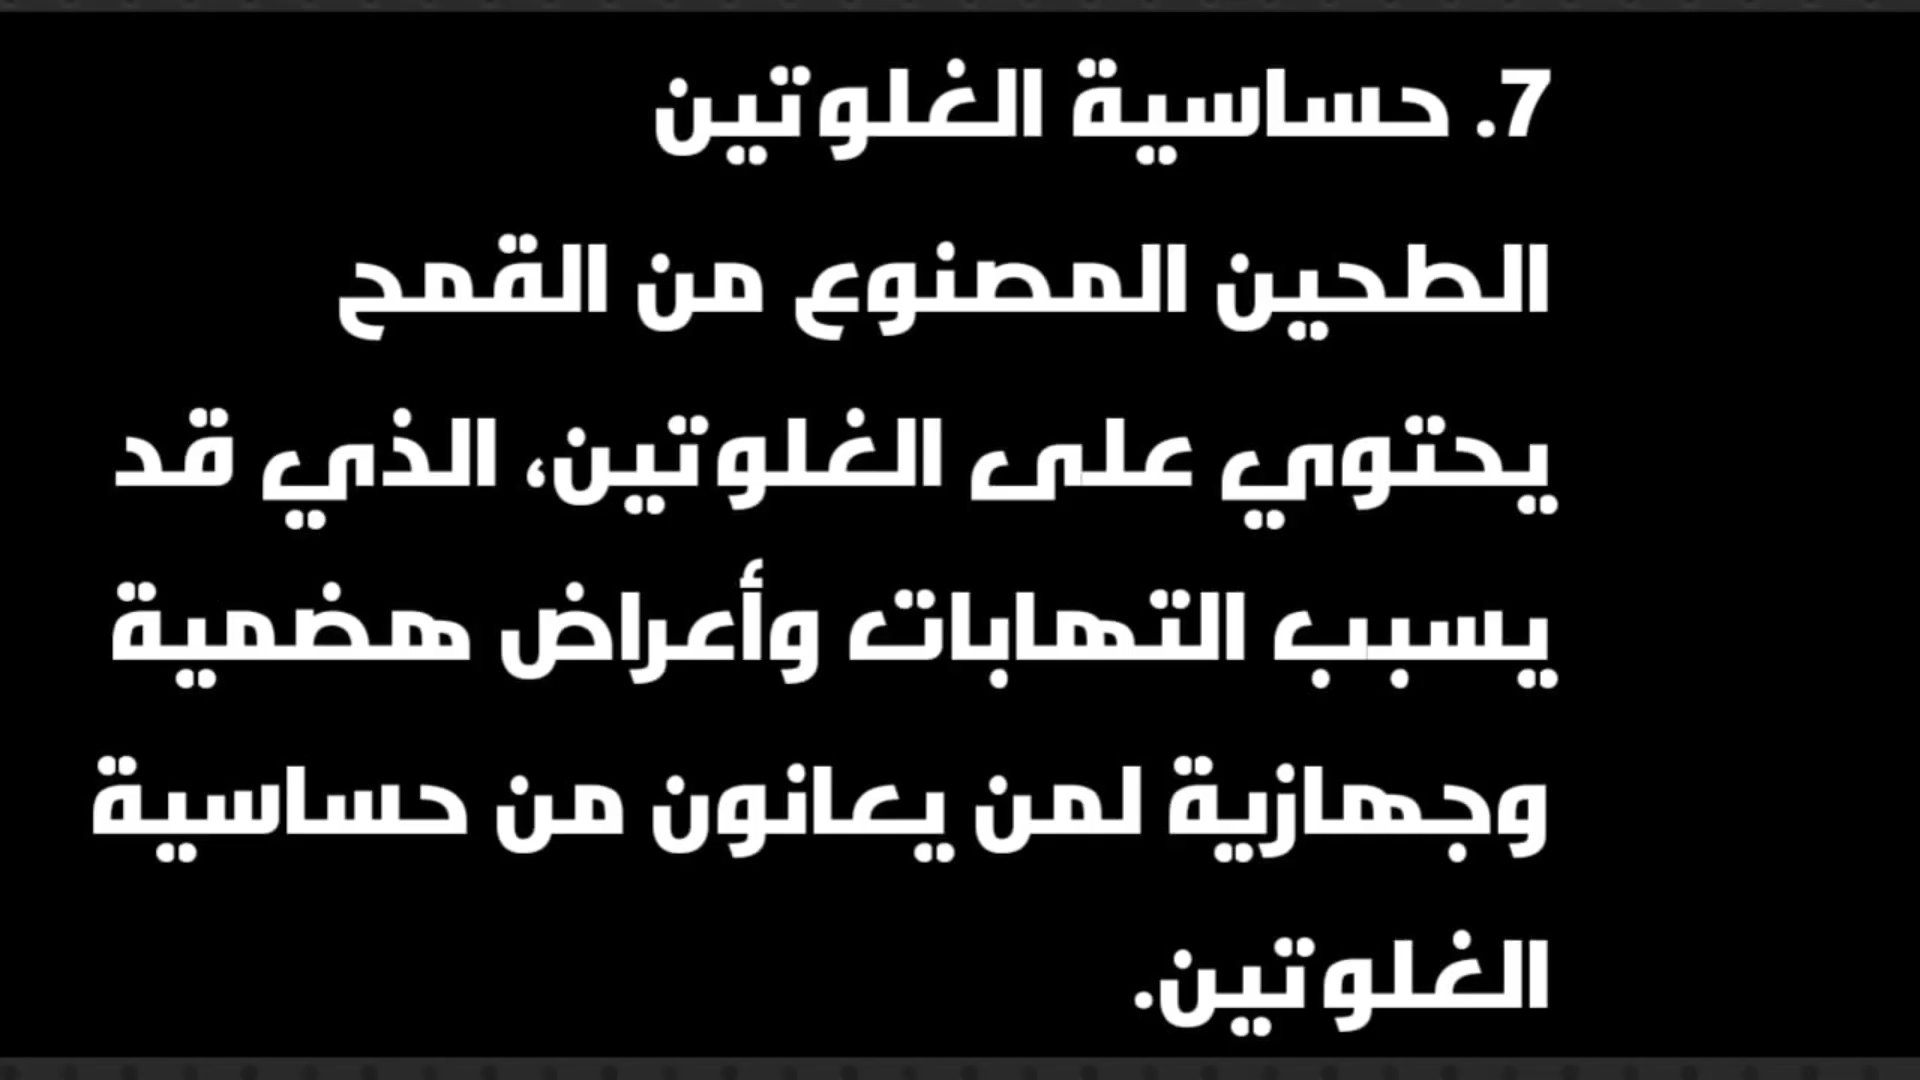 7. حساسية الغلوتين
الطحين المصنوع من القمح
يحتوي على الغلوتين، الذي قد
يسبب التهابات وأعراض هضمية
وجهازية لمن يعانون من حساسية
الغلوتين.